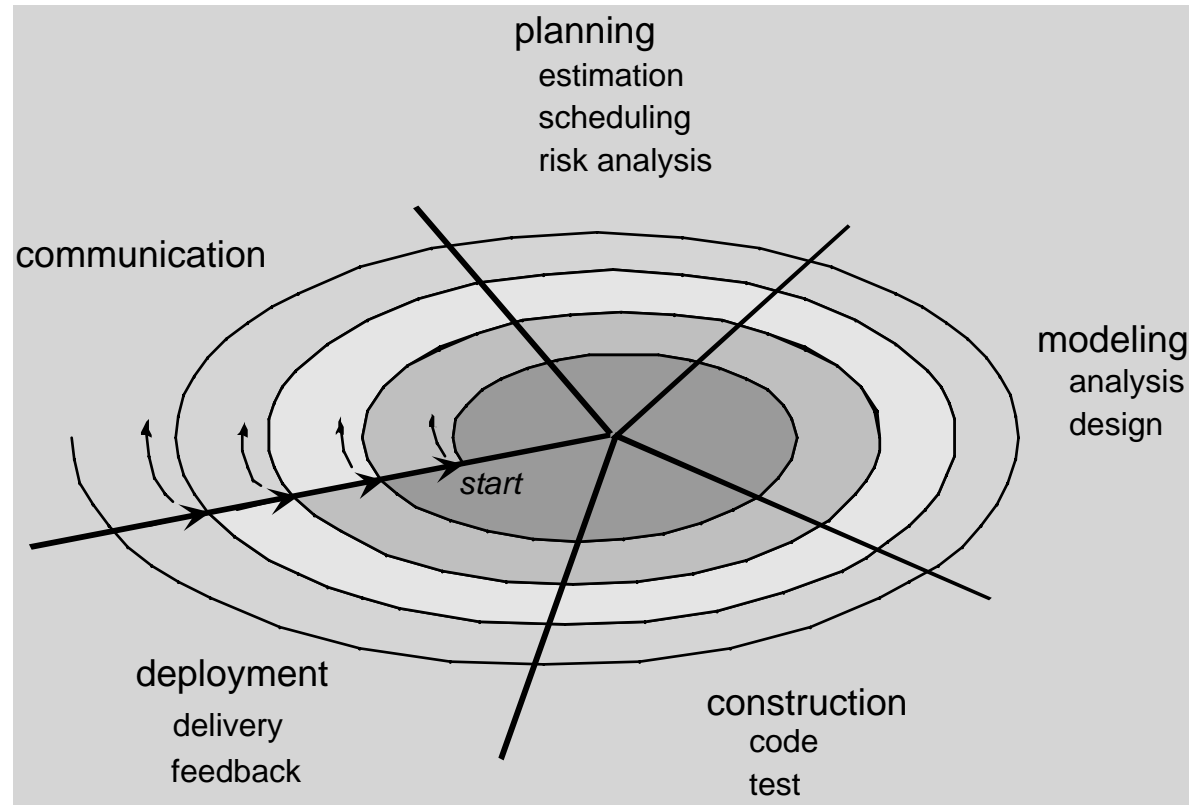 planning
estimation
scheduling
risk analysis
communication
modeling
analysis
design
start
deployment
delivery
feedback
construction
code
test